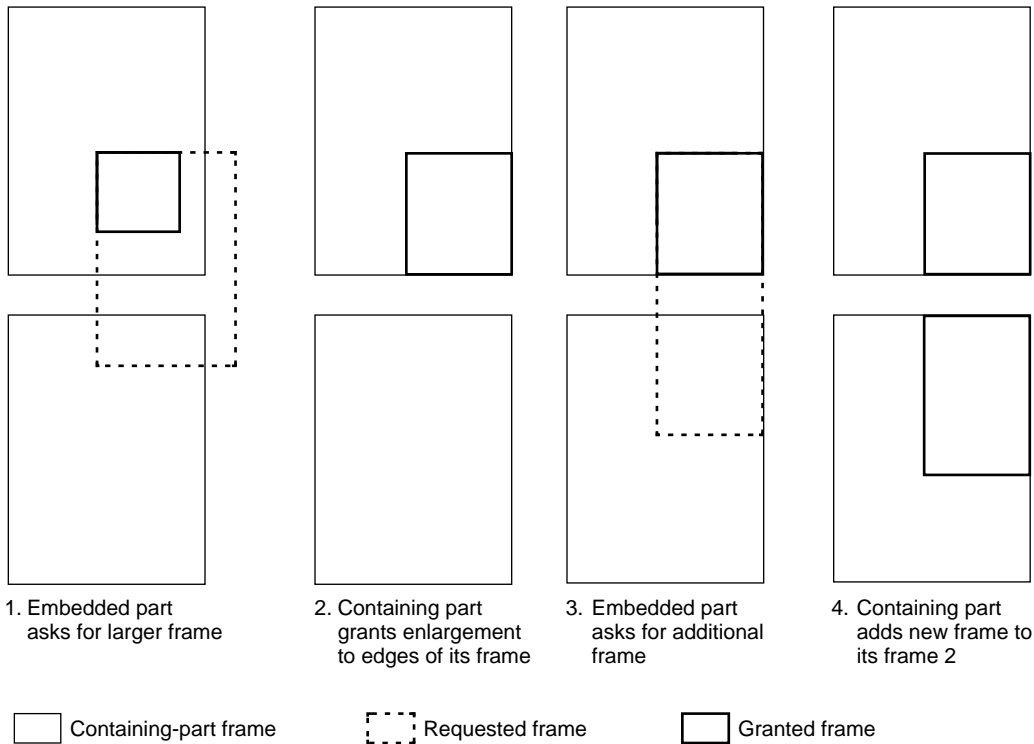 1. Embedded part
asks for larger frame
2. Containing part
grants enlargement
to edges of its frame
3. Embedded part
asks for additional
frame
4. Containing part
adds new frame to
its frame 2
Containing-part frame
Requested frame
Granted frame